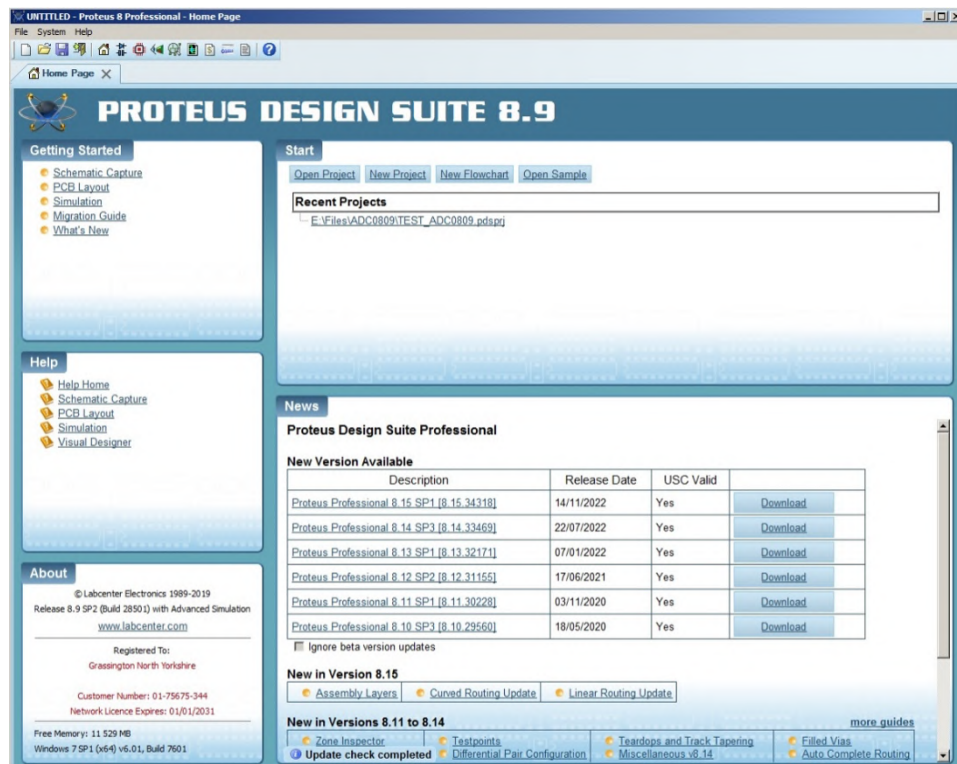 UNTITLED - Proteus 8 Professional - Home Page
File System Help
Home Page
PROTEUS DESIGN SUITE 8.9
Getting Started
Schematic Capture
PCB Layout
Simulation
Migration Guide
What's New
Start
Open Project New Project New Flowchart Open Sample
Recent Projects
E:\Files\ADC0809\TEST_ADC0809.pdsprj
Help
Help Home
Schematic Capture
PCB Layout
Simulation
Visual Designer
News
Proteus Design Suite Professional
New Version Available
Description Release Date USC Valid
Proteus Professional 8.15 SP1 [8.15.34318] 14/11/2022 Yes Download
Proteus Professional 8.14 SP3 [8.14.33469] 22/07/2022 Yes Download
Proteus Professional 8.13 SP1 [8.13.32171] 07/01/2022 Yes Download
Proteus Professional 8.12 SP2 [8.12.31155] 17/06/2021 Yes Download
Proteus Professional 8.11 SP1 [8.11.30228] 03/11/2020 Yes Download
Proteus Professional 8.10 SP3 [8.10.29560] 18/05/2020 Yes Download
Ignore beta version updates
New in Version 8.15
Assembly Layers Curved Routing Update Linear Routing Update
New in Versions 8.11 to 8.14 more guides
Zone Inspector Testpoints Teardops and Track Tapering Filled Vias
Update check completed Differential Pair Configuration Miscellaneous v8.14 Auto Complete Routing
About
© Labcenter Electronics 1989-2019
Release 8.9 SP2 (Build 28501) with Advanced Simulation
www.labcenter.com
Registered To:
Grassington North Yorkshire
Customer Number: 01-75675-344
Network Licence Expires: 01/01/2031
Free Memory: 11 529 MB
Windows 7 SP1 (x64) v6.01, Build 7601